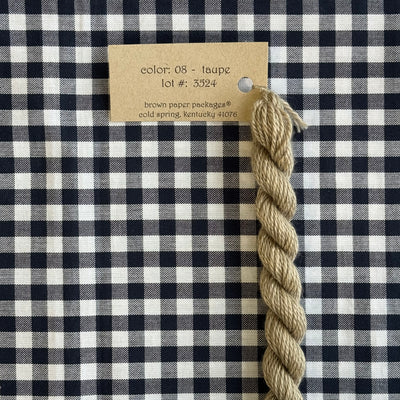 color: 08 - taupe
lot #: 3524
brown paper packages®
cold spring, kentucky 41076